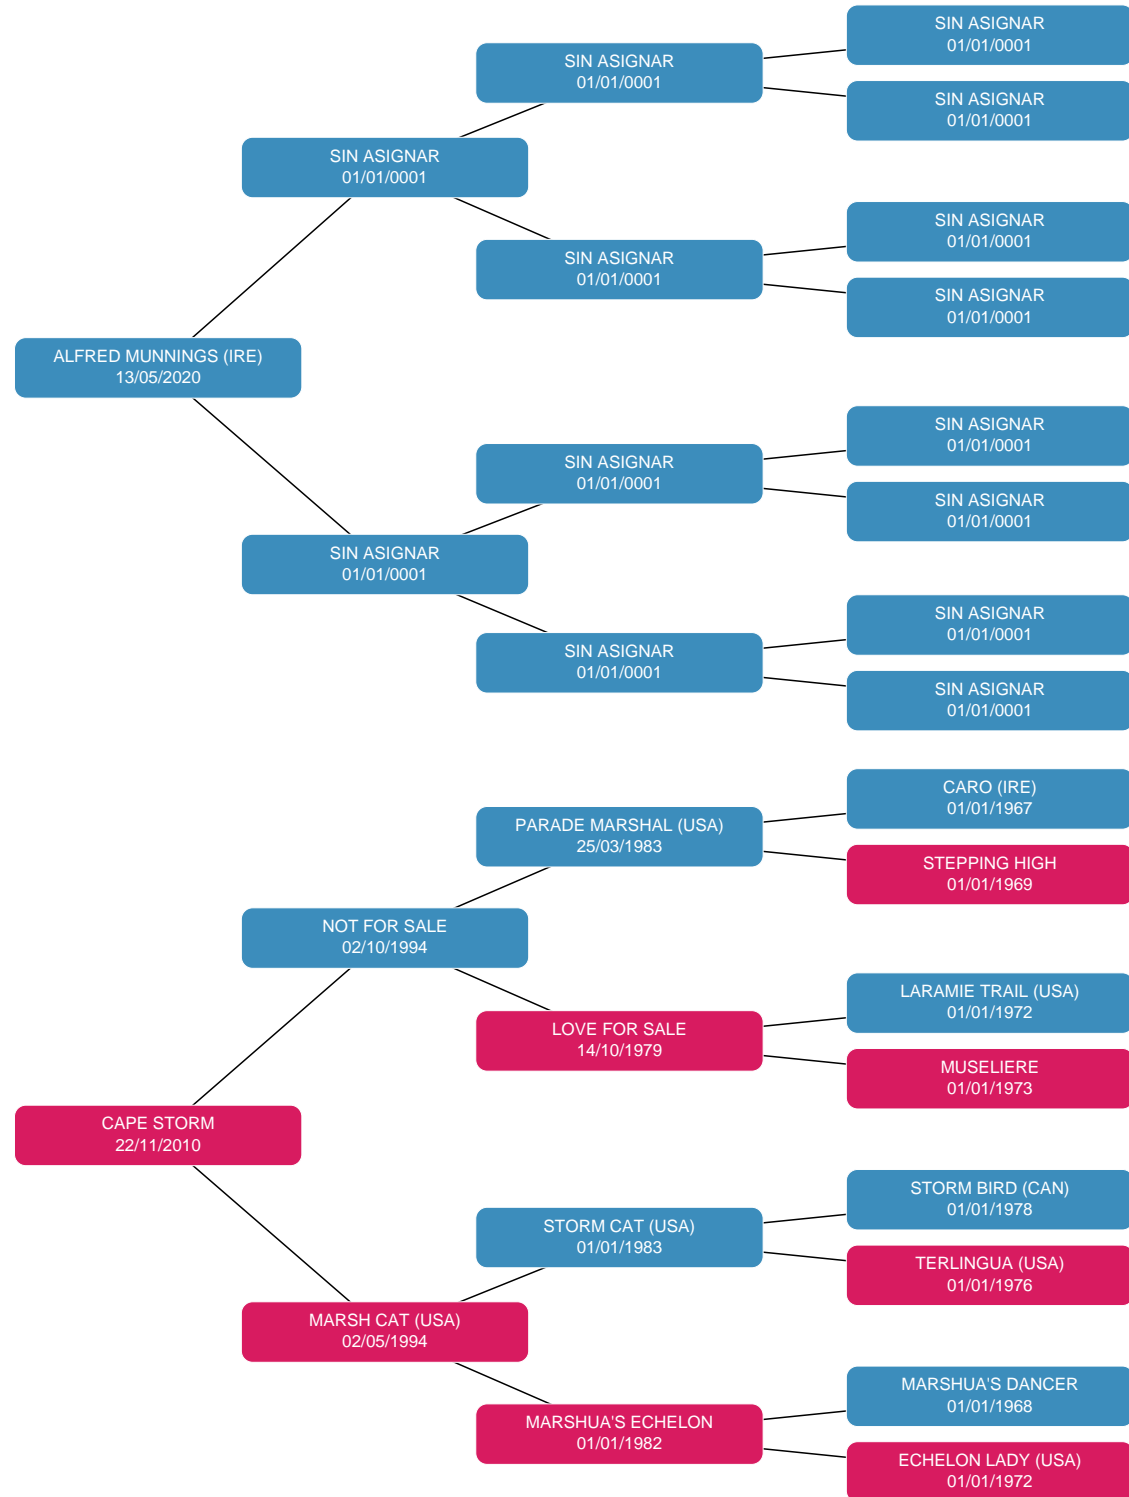 SIN ASIGNAR
01/01/0001
SIN ASIGNAR
01/01/0001
SIN ASIGNAR
01/01/0001
SIN ASIGNAR
01/01/0001
SIN ASIGNAR
01/01/0001
SIN ASIGNAR
01/01/0001
SIN ASIGNAR
01/01/0001
ALFRED MUNNINGS (IRE)
13/05/2020
SIN ASIGNAR
01/01/0001
SIN ASIGNAR
01/01/0001
SIN ASIGNAR
01/01/0001
SIN ASIGNAR
01/01/0001
SIN ASIGNAR
01/01/0001
SIN ASIGNAR
01/01/0001
SIN ASIGNAR
01/01/0001
CARO (IRE)
01/01/1967
PARADE MARSHAL (USA)
25/03/1983
STEPPING HIGH
01/01/1969
NOT FOR SALE
02/10/1994
LARAMIE TRAIL (USA)
01/01/1972
LOVE FOR SALE
14/10/1979
MUSELIERE
01/01/1973
CAPE STORM
22/11/2010
STORM BIRD (CAN)
01/01/1978
STORM CAT (USA)
01/01/1983
TERLINGUA (USA)
01/01/1976
MARSH CAT (USA)
02/05/1994
MARSHUA'S DANCER
01/01/1968
MARSHUA'S ECHELON
01/01/1982
ECHELON LADY (USA)
01/01/1972